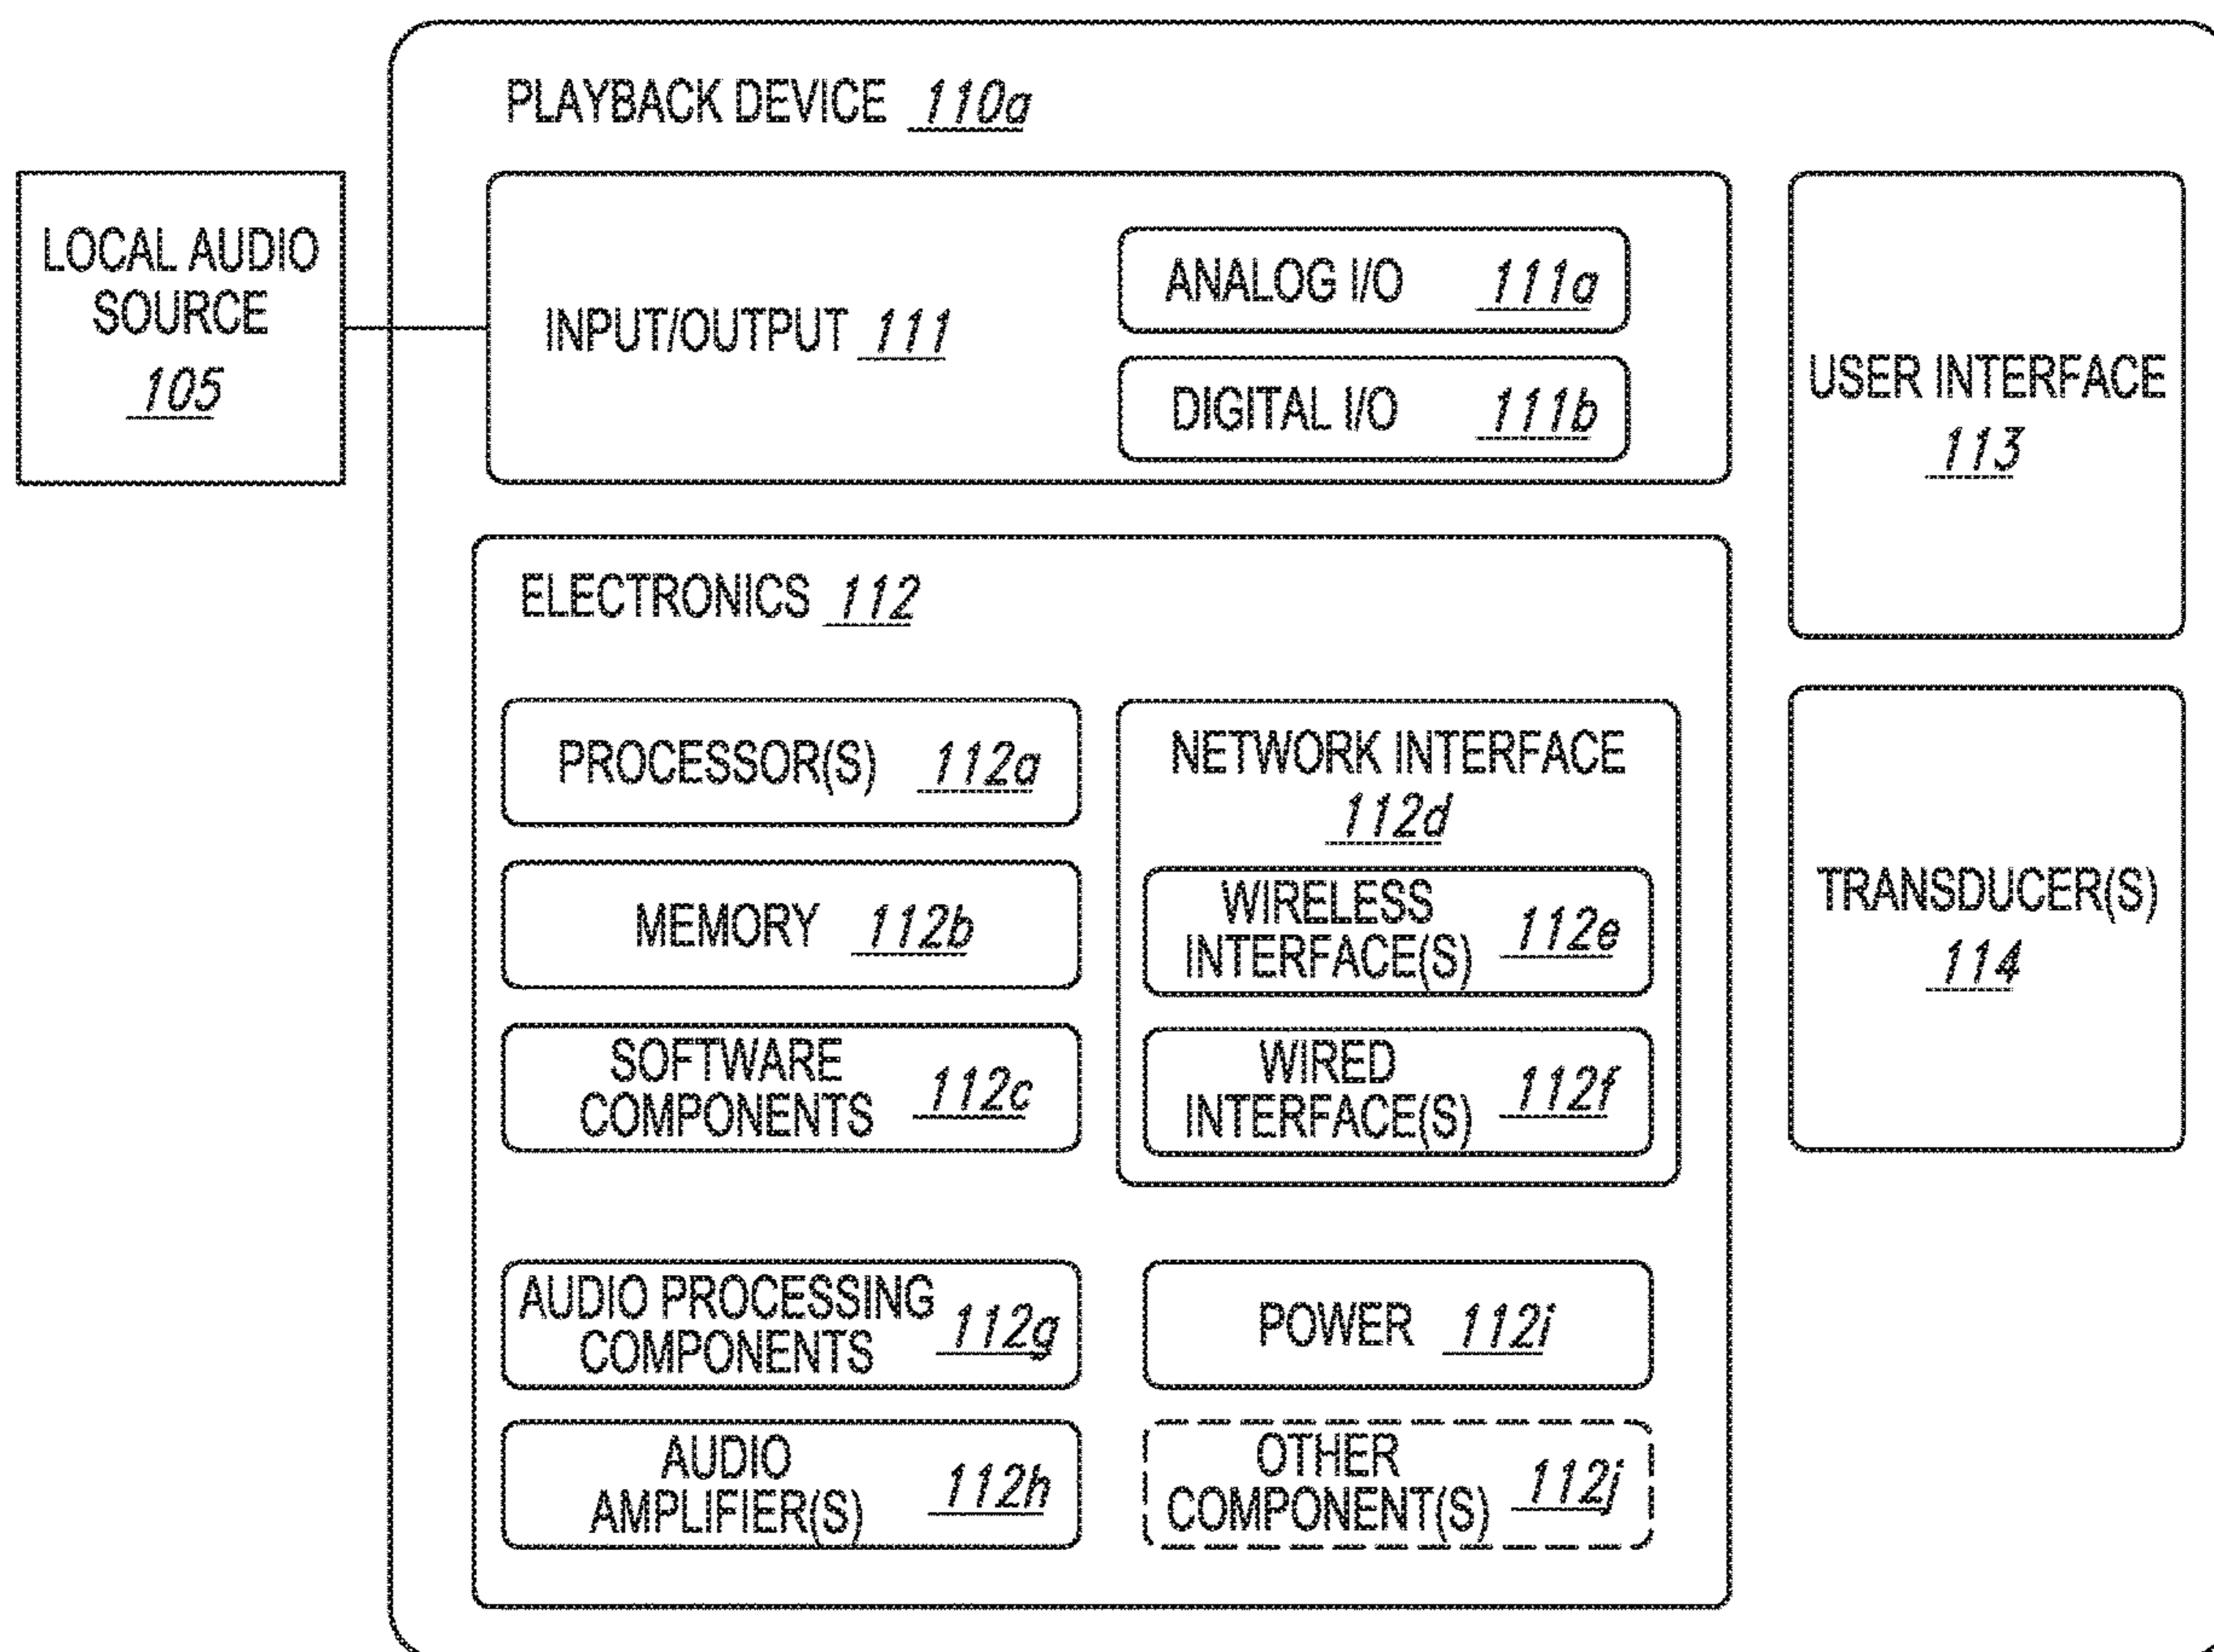 PLAYBACK DEVICE 110a
LOCAL AUDIO
SOURCE
105
INPUT/OUTPUT 111
ANALOG I/O 111a
DIGITAL I/O 111b
USER INTERFACE
113
ELECTRONICS 112
PROCESSOR(S) 112a
MEMORY 112b
SOFTWARE
COMPONENTS 112c
NETWORK INTERFACE
112d
WIRELESS
INTERFACE(S) 112e
WIRED
INTERFACE(S) 112f
TRANSDUCER(S)
114
AUDIO PROCESSING
COMPONENTS 112g
POWER 112i
AUDIO
AMPLIFIER(S) 112h
OTHER
COMPONENT(S) 112j